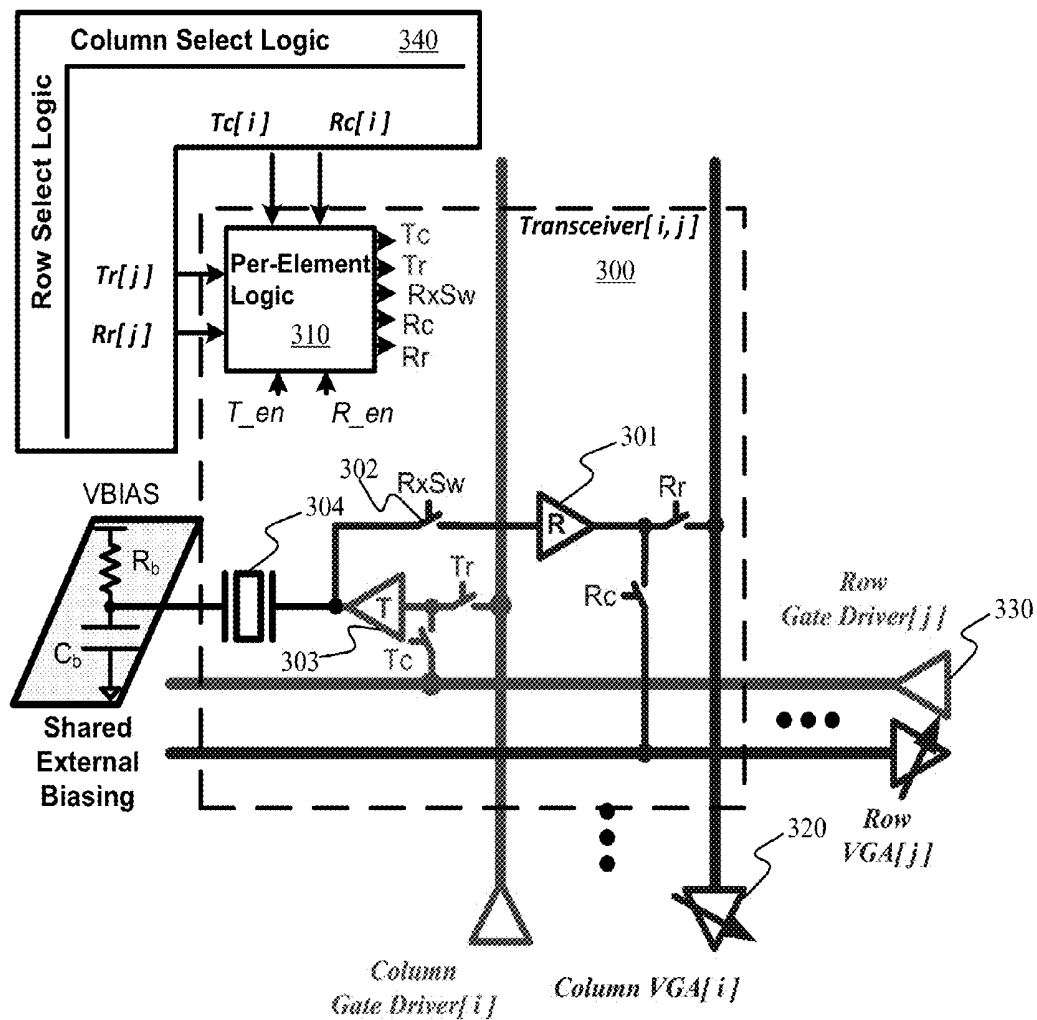 Column Select Logic 340
Row Select Logic
Tc[ i ] Rc[ i ]
Tr[ j ]
Rr[ j ]
Transceiver[ i, j ]
300
Per-Element
Logic
310
Tc
Tr
RxSw
Rc
Rr
T_en R_en
301
302
RxSw
R
Rr
VBIAS
304
Rb
Cb
T
Tr
Tc
303
Rc
Row
Gate Driver[ j ]
330
Shared
External
Biasing
Row
VGA[ j ]
320
Column
Gate Driver[ i ]
Column VGA[ i ]